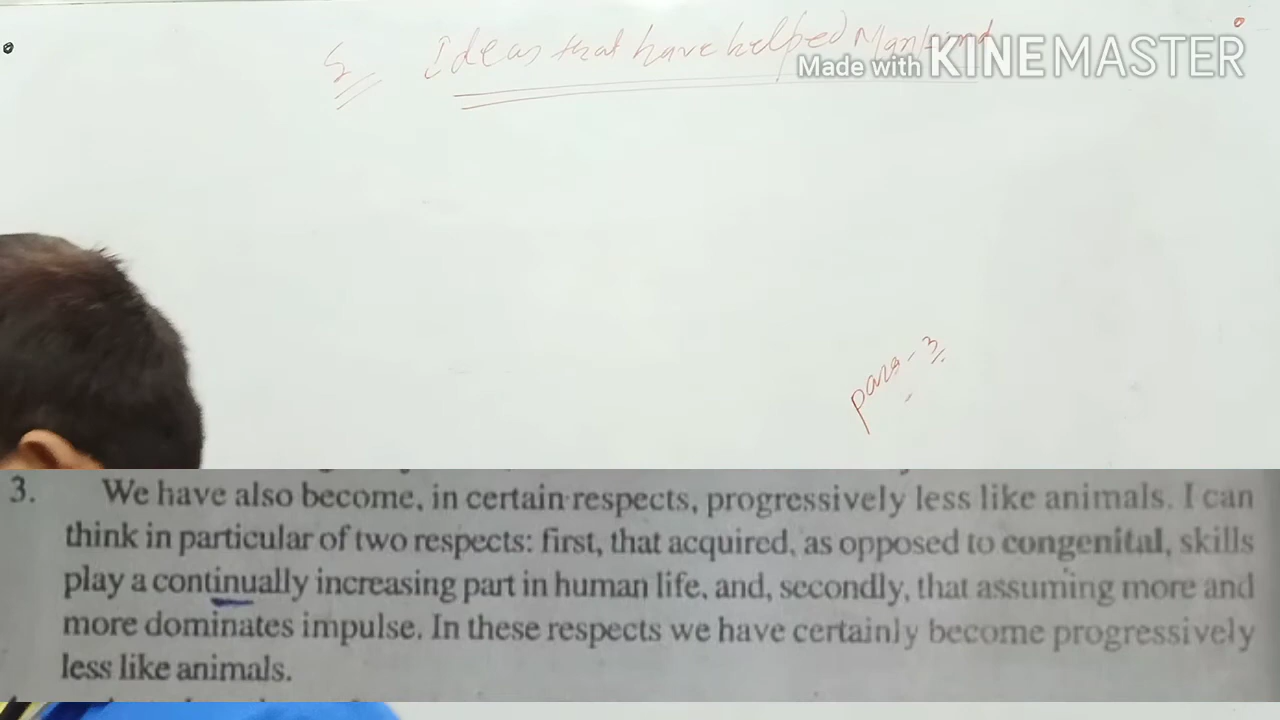 5 Ideas that have helped Mankind
Made with KINEMASTER
para - 3
3. We have also become, in certain respects, progressively less like animals. I can
think in particular of two respects: first, that acquired, as opposed to congenital, skills
play a continually increasing part in human life, and, secondly, that assuming more and
more dominates impulse. In these respects we have certainly become progressively
less like animals.